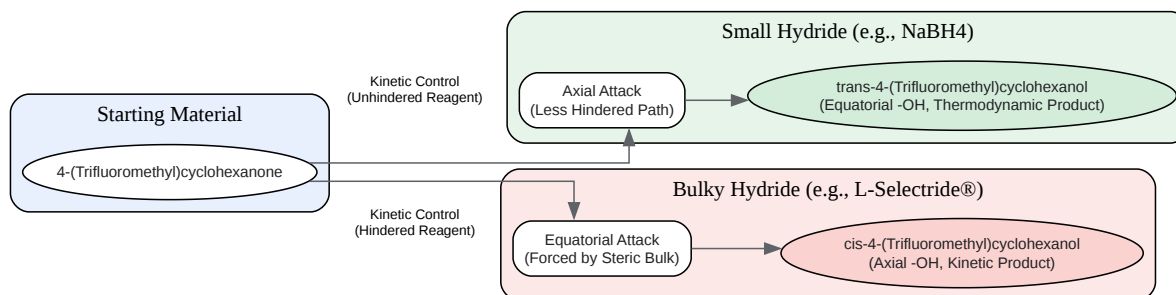 Starting Material
4-(Trifluoromethyl)cyclohexanone
Kinetic Control
(Unhindered Reagent)
Kinetic Control
(Hindered Reagent)
Small Hydride (e.g., NaBH4)
Axial Attack
(Less Hindered Path)
trans-4-(Trifluoromethyl)cyclohexanol
(Equatorial -OH, Thermodynamic Product)
Bulky Hydride (e.g., L-Selectride®)
Equatorial Attack
(Forced by Steric Bulk)
cis-4-(Trifluoromethyl)cyclohexanol
(Axial -OH, Kinetic Product)